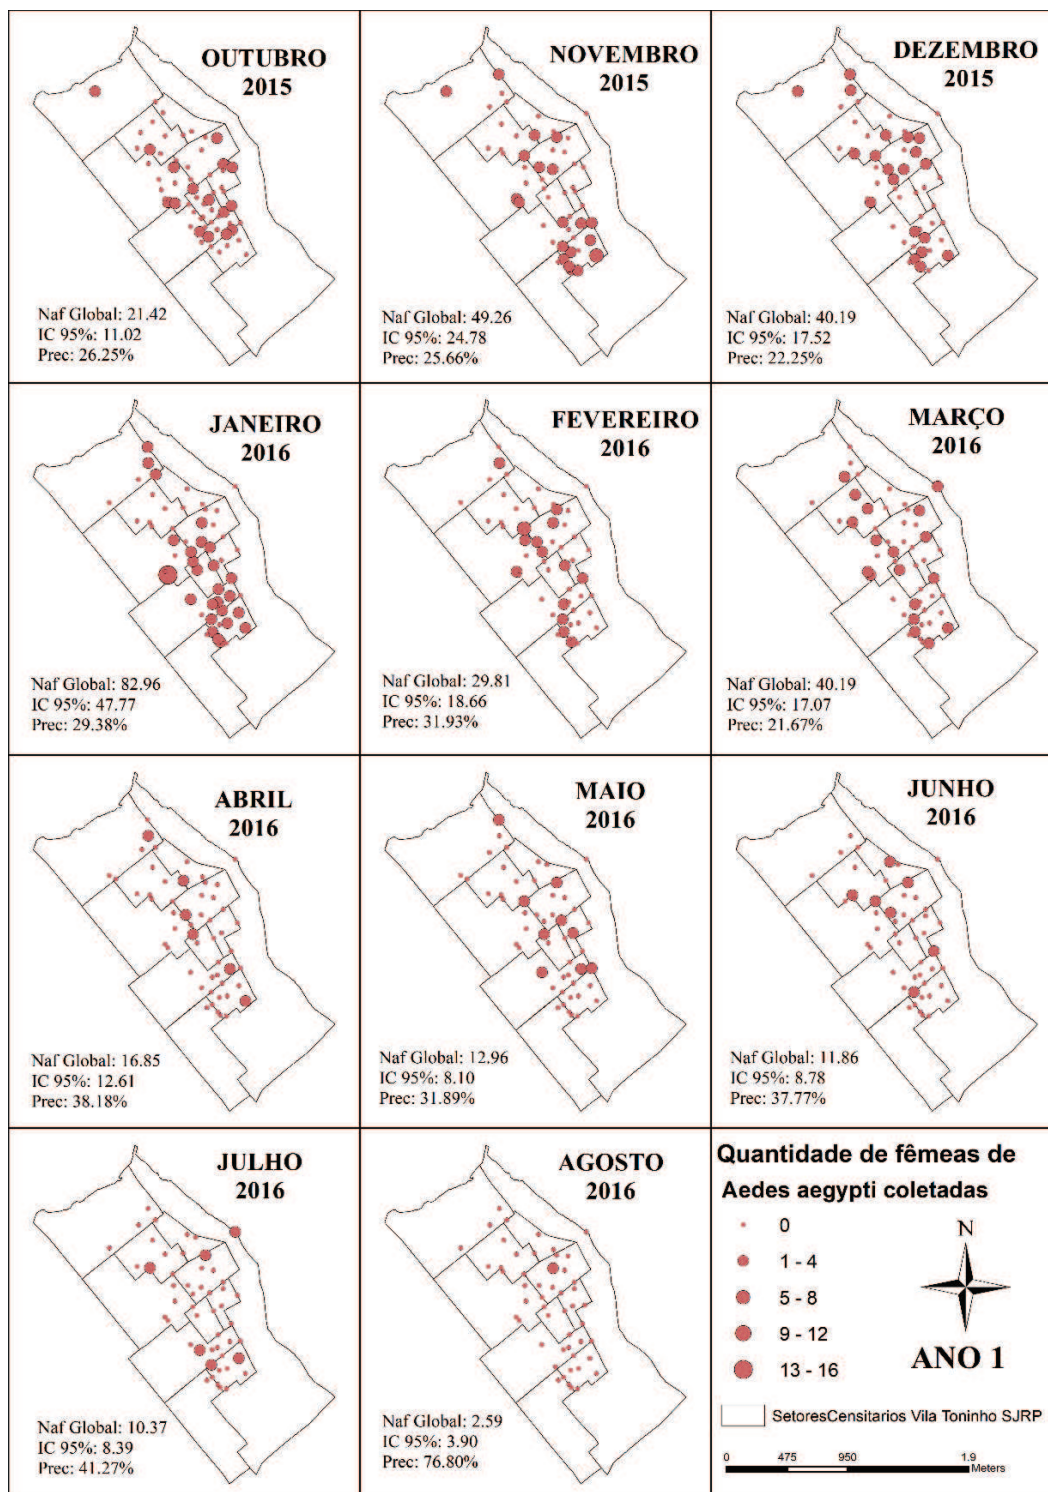 OUTUBRO
2015
Naf Global: 21.42
IC 95%: 11.02
Prec: 26.25%
NOVEMBRO
2015
Naf Global: 49.26
IC 95%: 24.78
Prec: 25.66%
DEZEMBRO
2015
Naf Global: 40.19
IC 95%: 17.52
Prec: 22.25%
JANEIRO
2016
Naf Global: 82.96
IC 95%: 47.77
Prec: 29.38%
FEVEREIRO
2016
Naf Global: 29.81
IC 95%: 18.66
Prec: 31.93%
MARÇO
2016
Naf Global: 40.19
IC 95%: 17.07
Prec: 21.67%
ABRIL
2016
Naf Global: 16.85
IC 95%: 12.61
Prec: 38.18%
MAIO
2016
Naf Global: 12.96
IC 95%: 8.10
Prec: 31.89%
JUNHO
2016
Naf Global: 11.86
IC 95%: 8.78
Prec: 37.77%
JULHO
2016
Naf Global: 10.37
IC 95%: 8.39
Prec: 41.27%
AGOSTO
2016
Naf Global: 2.59
IC 95%: 3.90
Prec: 76.80%
Quantidade de fêmeas de
Aedes aegypti coletadas
0
1 - 4
5 - 8
9 - 12
13 - 16
N
ANO 1
SetoresCensitarios Vila Toninho SJRP
0 475 950 1.9
Meters